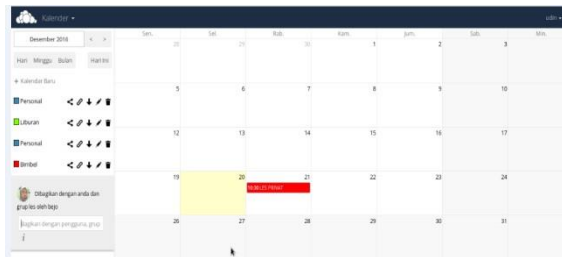 Kalender
udin
Desember 2016
< >
Hari Minggu Bulan Hari Ini
+ Kalendar Baru
Personal
Liburan
Personal
Bimbel
Dibagikan dengan anda dan
grup les oleh bejo
Bagikan dengan pengguna, grup
Sen. Sel. Rab. Kam. Jum. Sab. Min.
28 29 30 1 2 3
5 6 7 8 9 10
12 13 14 15 16 17
19 20 21 22 23 24
26 27 28 29 30 31